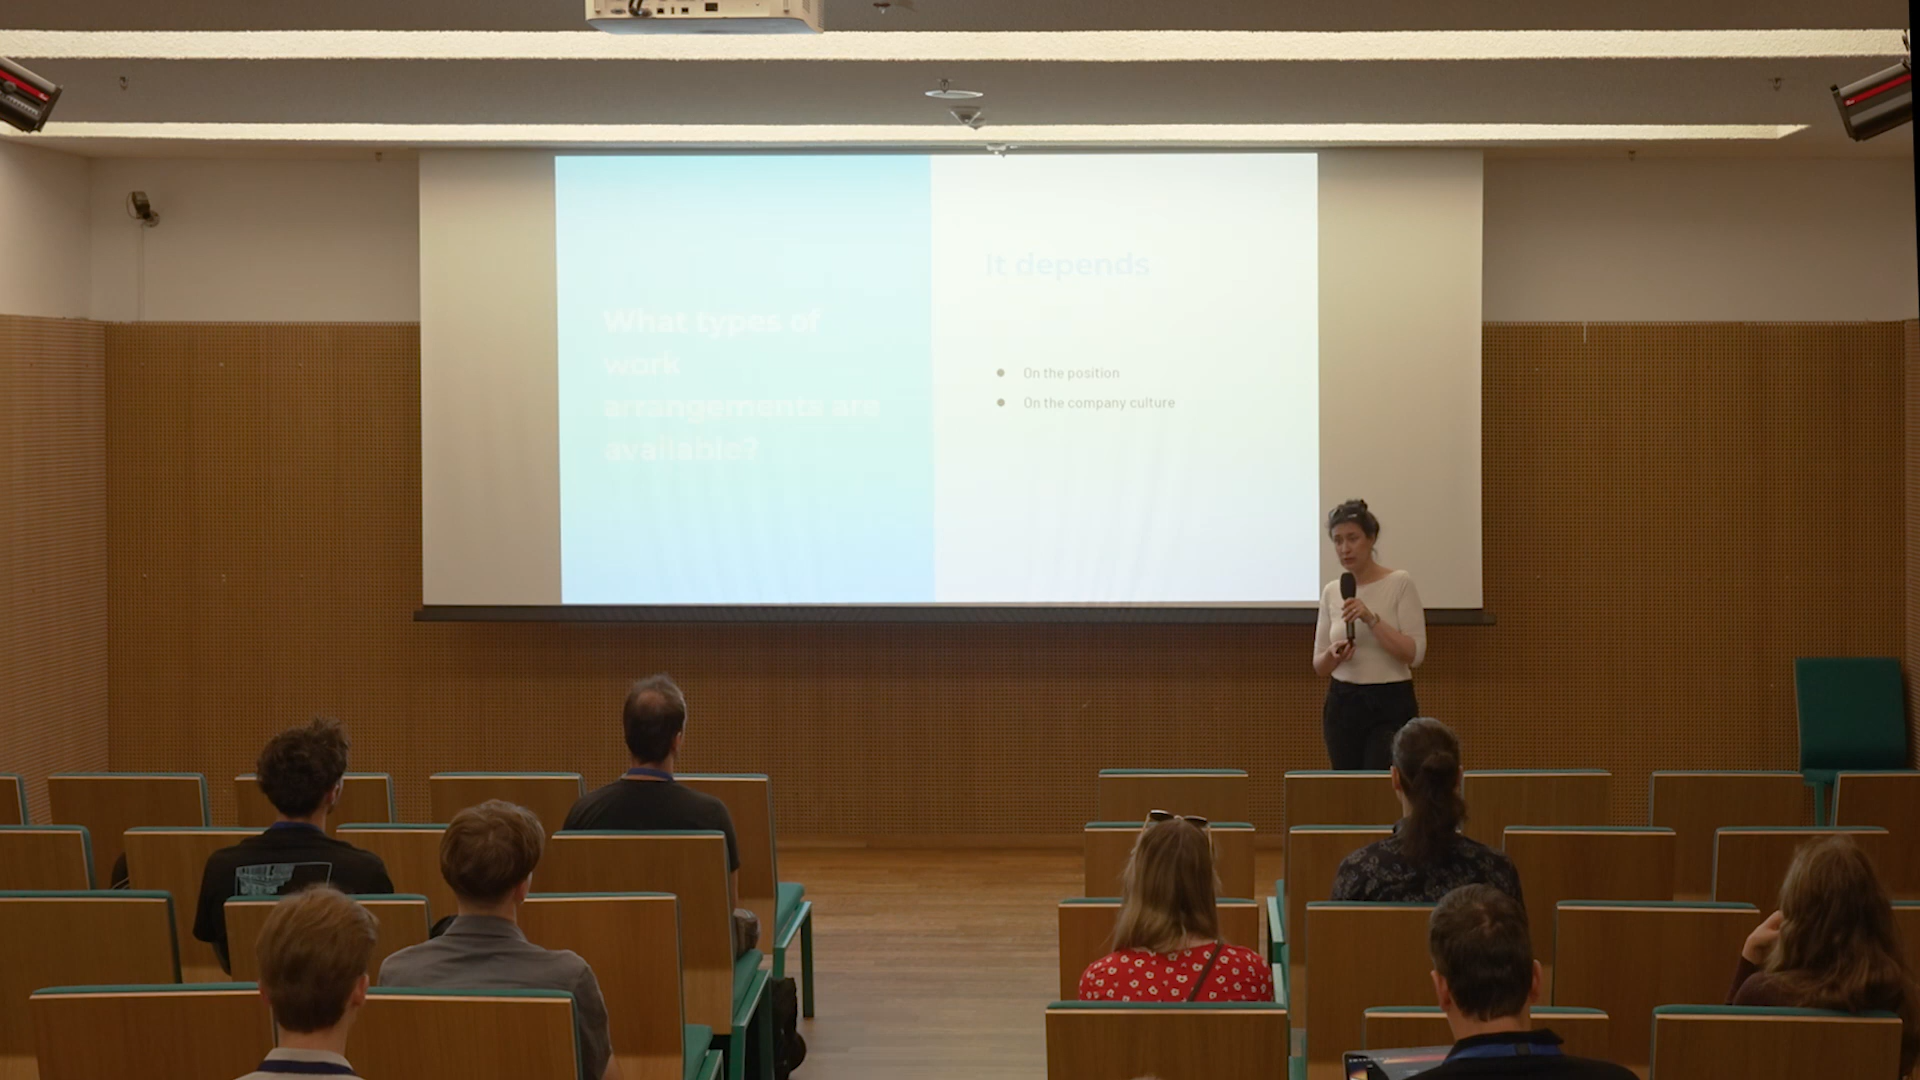 What types of
work
arrangements are
available?
It depends
On the position
On the company culture